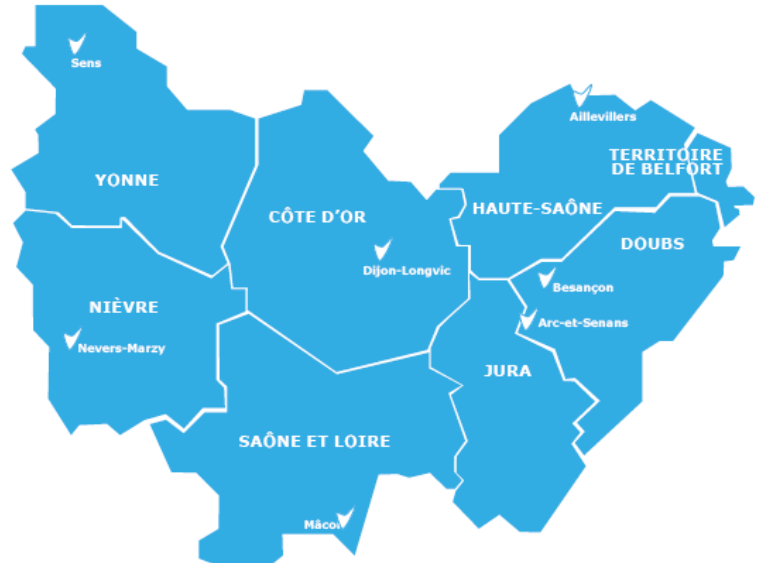 Sens
Aillevillers
TERRITOIRE
DE BELFORT
YONNE
HAUTE-SAÔNE
CÔTE D'OR
DOUBS
Dijon-Longvic
Besançon
NIÈVRE
Arc-et-Senans
Nevers-Marzy
JURA
SAÔNE ET LOIRE
Mâcon